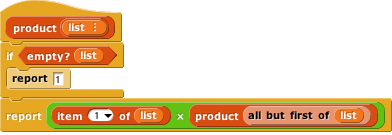 product list ⋮
if empty? list
report 1
report item 1 ▾ of list × product all but first of list